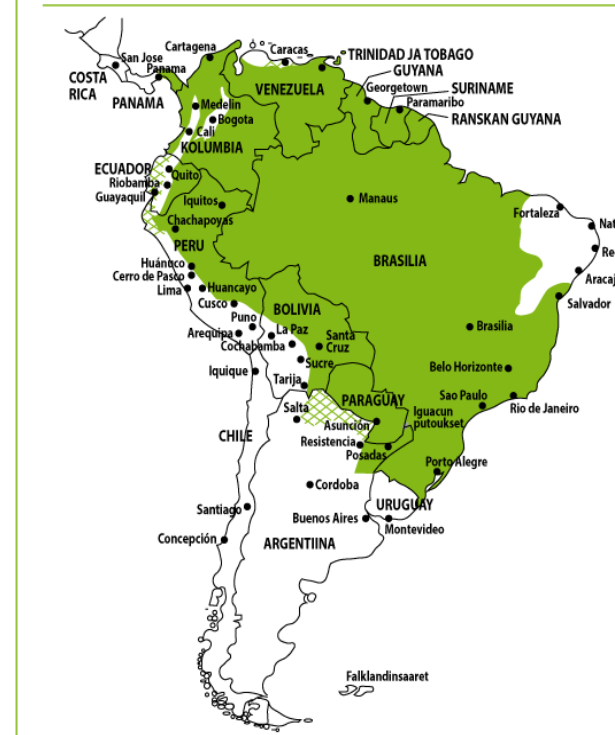 Cartagena
Caracas
TRINIDAD JA TOBAGO
San Jose
Panama
GUYANA
COSTA
RICA
PANAMA
VENEZUELA
Georgetown
SURINAME
Paramaribo
RANSKAN GUYANA
Medelin
Bogota
Cali
KOLUMBIA
ECUADOR
Quito
Riobamba
Guayaquil
Iquitos
Manaus
Fortaleza
Nat
Chachapoyas
PERU
BRASILIA
Re
Huánuco
Cerro de Pasco
Lima
Huancayo
Aracaj
Salvador
Cusco
BOLIVIA
Puno
Arequipa
La Paz
Santa
Cruz
Brasilia
Cochabamba
Sucre
Iquique
Tarija
Belo Horizonte
PARAGUAY
Sao Paulo
Rio de Janeiro
Salta
Asunción
Iguacun
putoukset
CHILE
Resistencia
Posadas
Porto Alegre
Cordoba
Santiago
Buenos Aires
URUGUAY
Montevideo
Concepción
ARGENTIINA
Falklandinsaaret